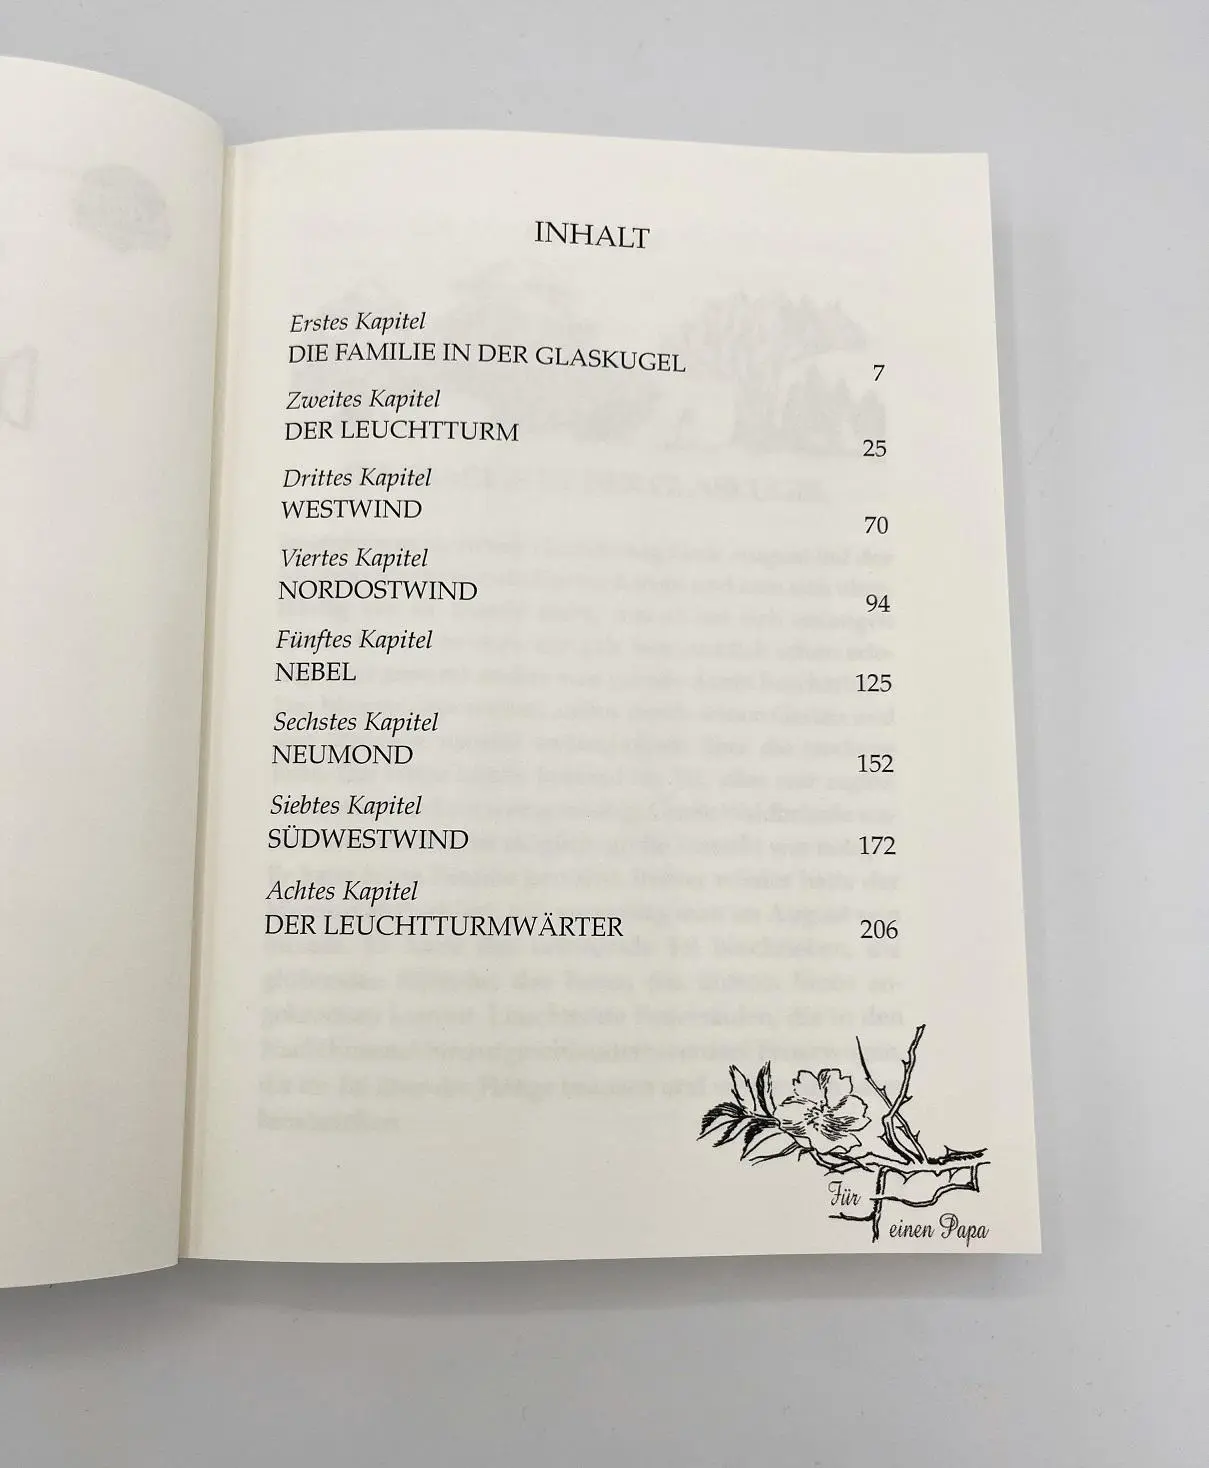 INHALT
Erstes Kapitel
DIE FAMILIE IN DER GLASKUGEL 7
Zweites Kapitel
DER LEUCHTTURM 25
Drittes Kapitel
WESTWIND 70
Viertes Kapitel
NORDOSTWIND 94
Fünftes Kapitel
NEBEL 125
Sechstes Kapitel
NEUMOND 152
Siebtes Kapitel
SÜDWESTWIND 172
Achtes Kapitel
DER LEUCHTTURMWÄRTER 206
Für
einen Papa